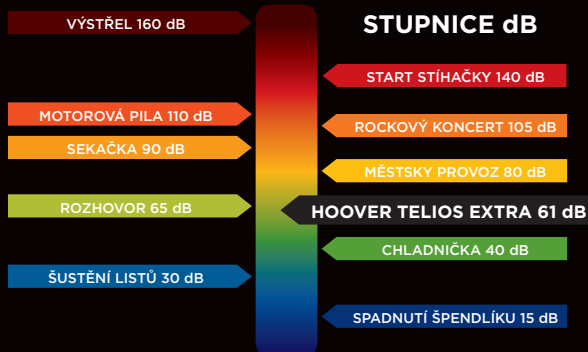 STUPNICE dB
VÝSTŘEL 160 dB
START STÍHAČKY 140 dB
MOTOROVÁ PILA 110 dB
ROCKOVÝ KONCERT 105 dB
SEKAČKA 90 dB
MĚSTSKY PROVOZ 80 dB
ROZHOVOR 65 dB
HOOVER TELIOS EXTRA 61 dB
CHLADNIČKA 40 dB
ŠUSTĚNÍ LISTŮ 30 dB
SPADNUTÍ ŠPENDLÍKU 15 dB